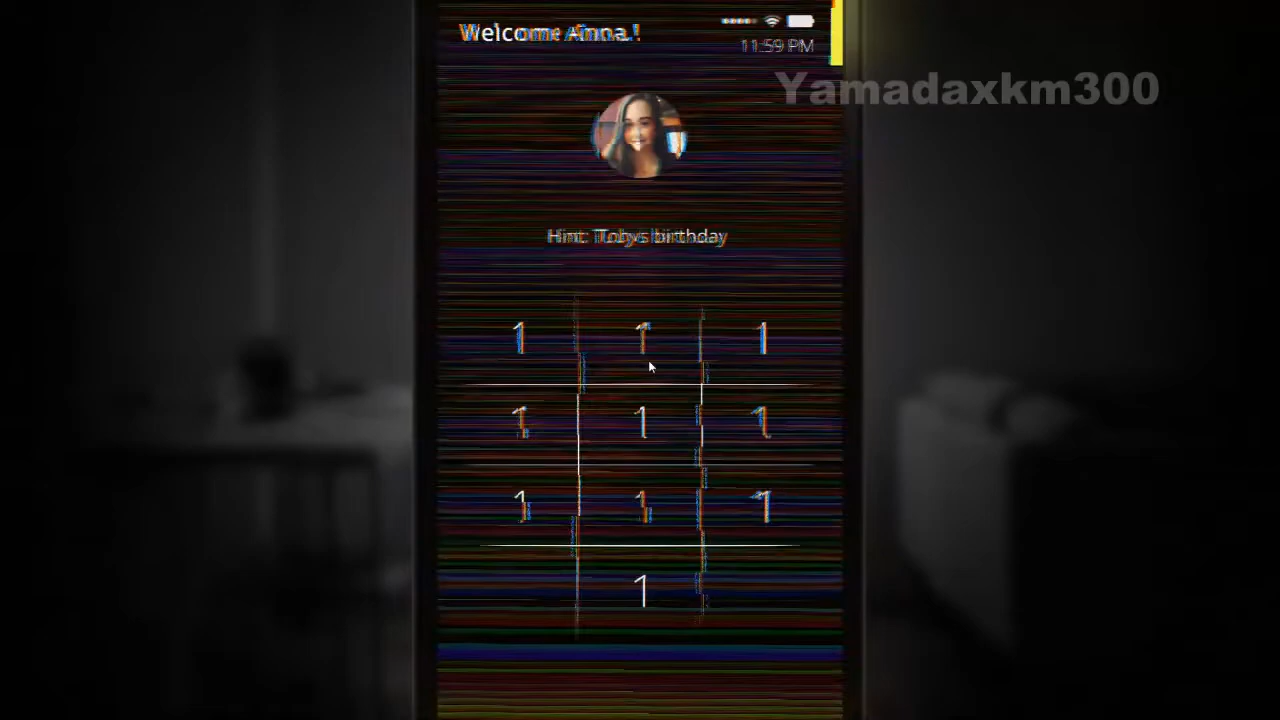 Welcome Anna !
11:59 PM
Yamadaxkm300
Hint: Tobys birthday
1 1 1
1 1 1
1 1 1
1